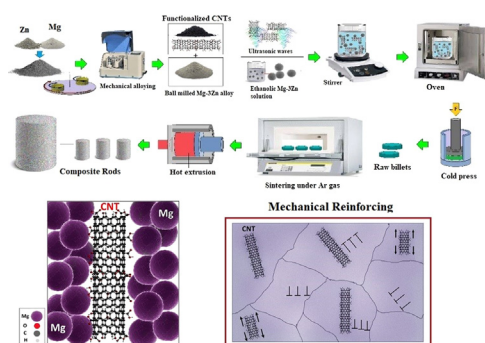 Zn
Mg
Mechanical alloying
Functionalized CNTs
+
Ball milled Mg-3Zn alloy
Ultrasonic waves
Ethanolic Mg-3Zn
solution
Stirrer
Oven
Composite Rods
Hot extrusion
Sintering under Ar gas
Raw billets
F
Cold press
CNT
Mg
Mg
Mg
O
C
H
Mechanical Reinforcing
CNT